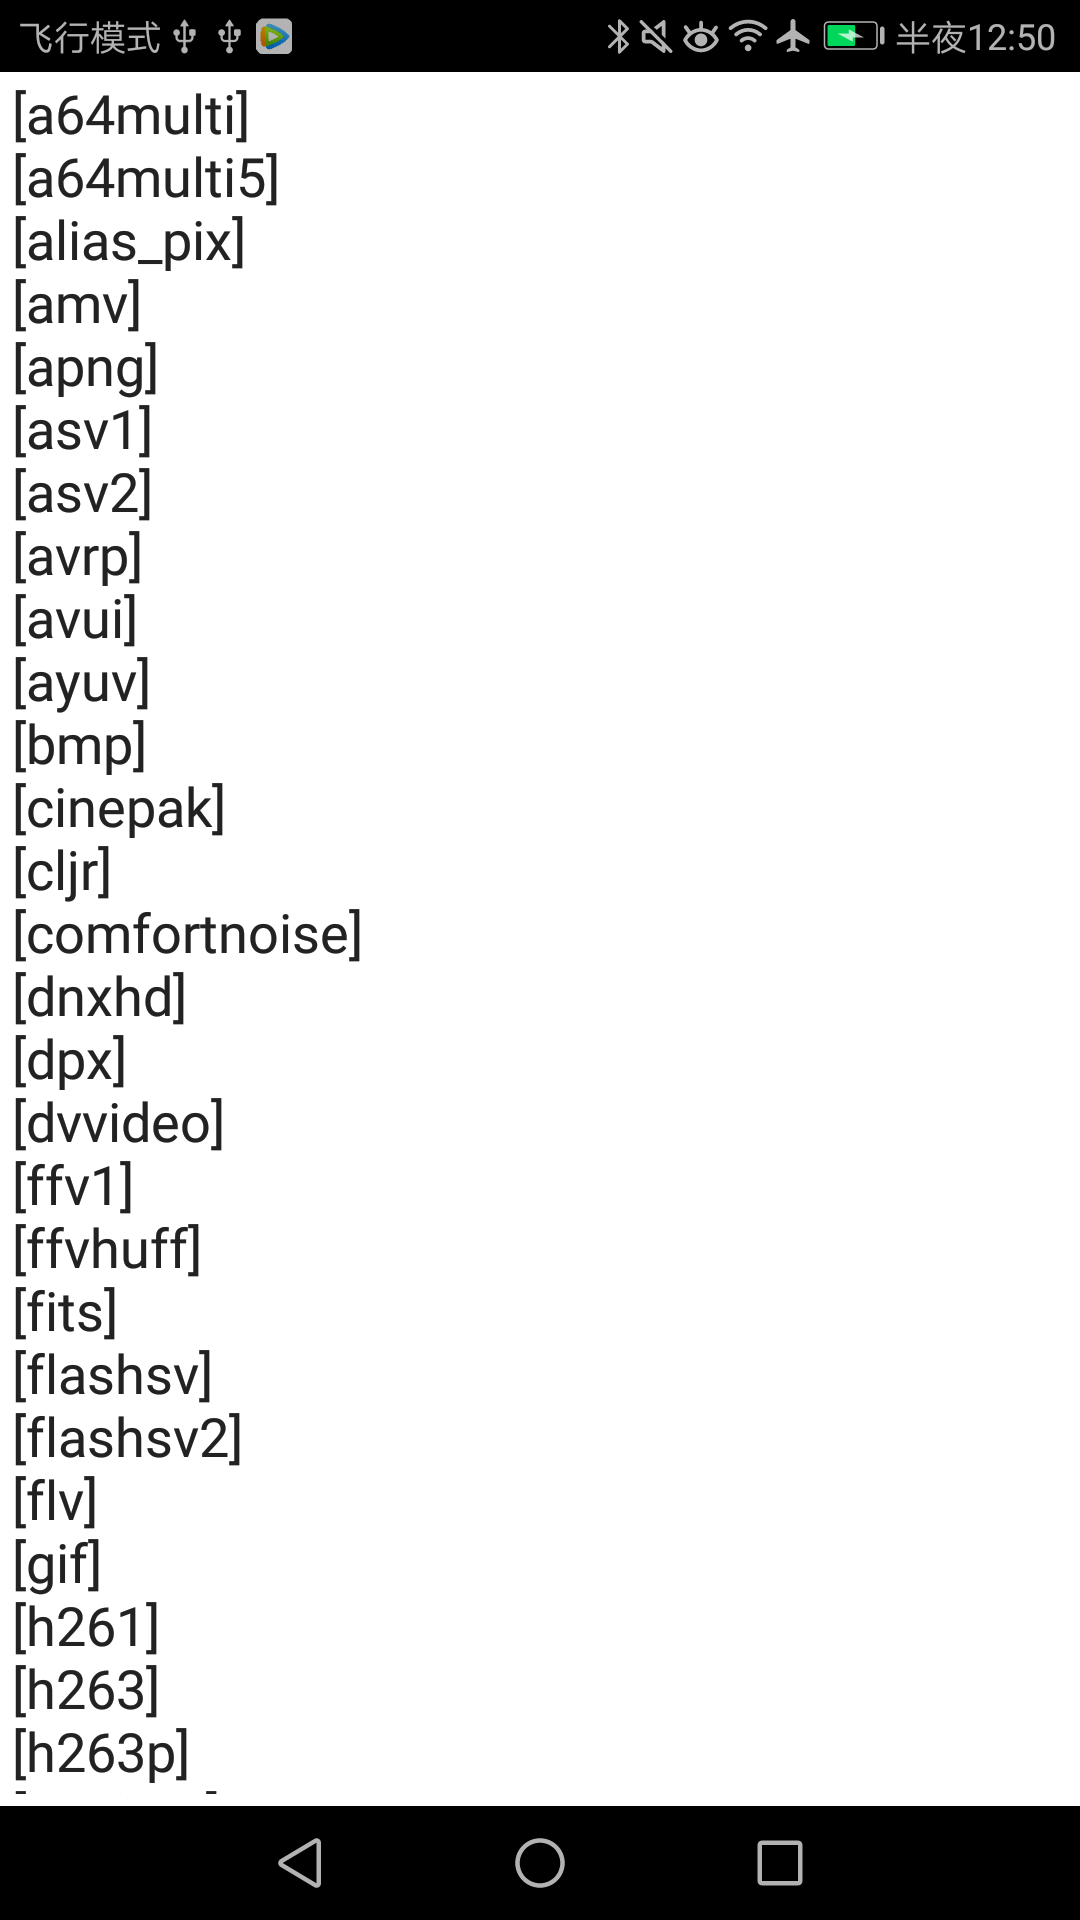 飞行模式 半夜12:50
[a64multi]
[a64multi5]
[alias_pix]
[amv]
[apng]
[asv1]
[asv2]
[avrp]
[avui]
[ayuv]
[bmp]
[cinepak]
[cljr]
[comfortnoise]
[dnxhd]
[dpx]
[dvvideo]
[ffv1]
[ffvhuff]
[fits]
[flashsv]
[flashsv2]
[flv]
[gif]
[h261]
[h263]
[h263p]